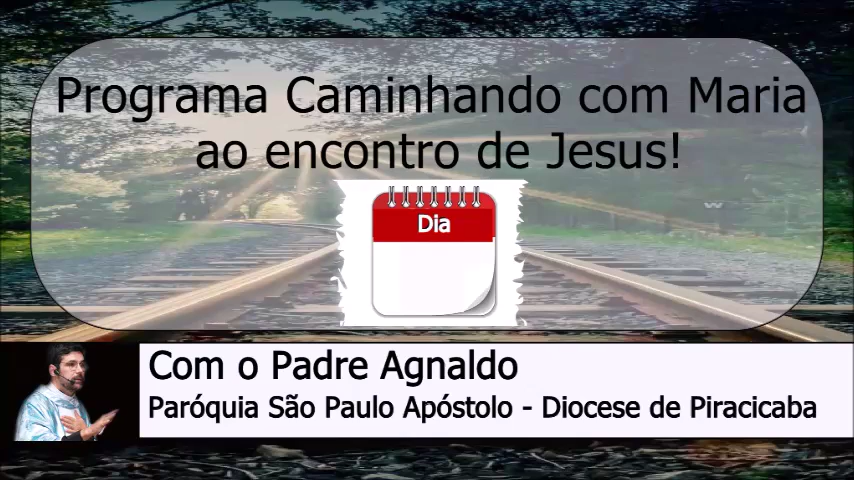 Programa Caminhando com Maria
ao encontro de Jesus!
Dia
Com o Padre Agnaldo
Paróquia São Paulo Apóstolo - Diocese de Piracicaba